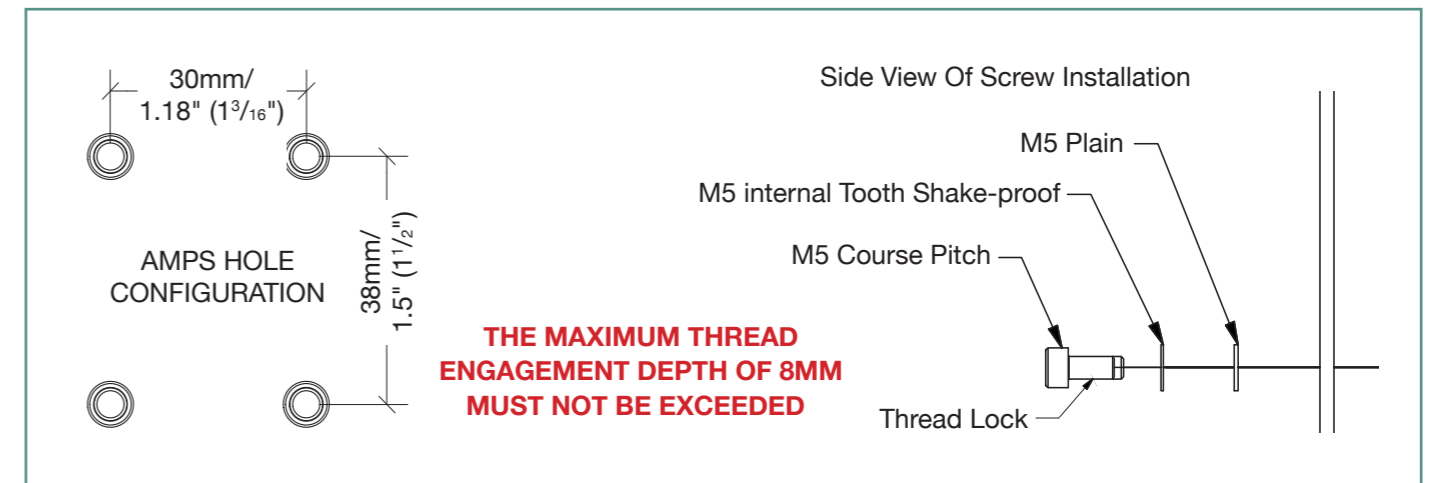 30mm/
1.18" (1³/₁₆")
AMPS HOLE
CONFIGURATION
38mm/
1.5" (1¹/₂")
THE MAXIMUM THREAD
ENGAGEMENT DEPTH OF 8MM
MUST NOT BE EXCEEDED
Side View Of Screw Installation
M5 Plain
M5 internal Tooth Shake-proof
M5 Course Pitch
Thread Lock